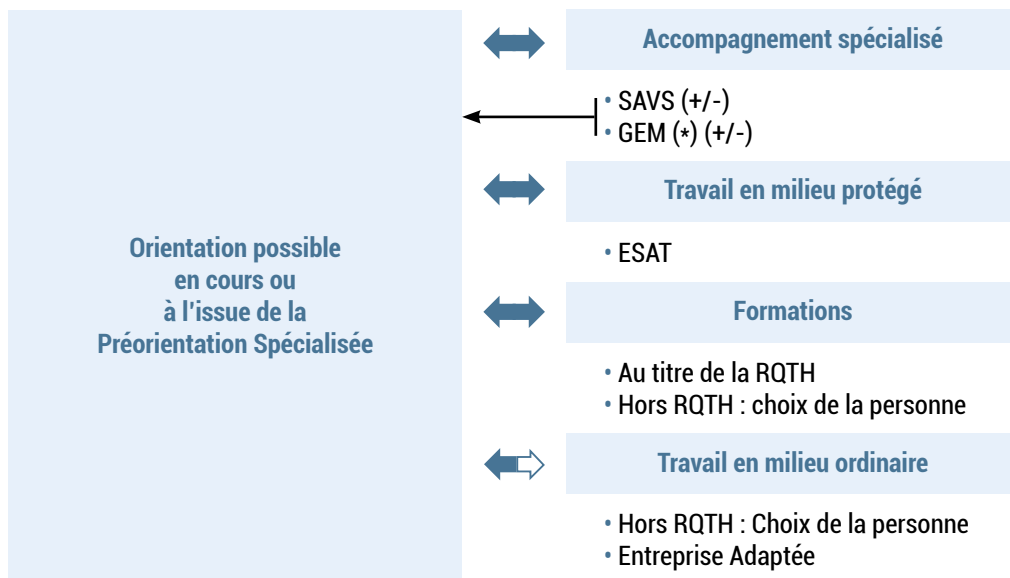 Orientation possible
en cours ou
à l'issue de la
Préorientation Spécialisée
Accompagnement spécialisé
• SAVS (+/-)
• GEM (*) (+/-)
Travail en milieu protégé
• ESAT
Formations
• Au titre de la RQTH
• Hors RQTH : choix de la personne
Travail en milieu ordinaire
• Hors RQTH : Choix de la personne
• Entreprise Adaptée